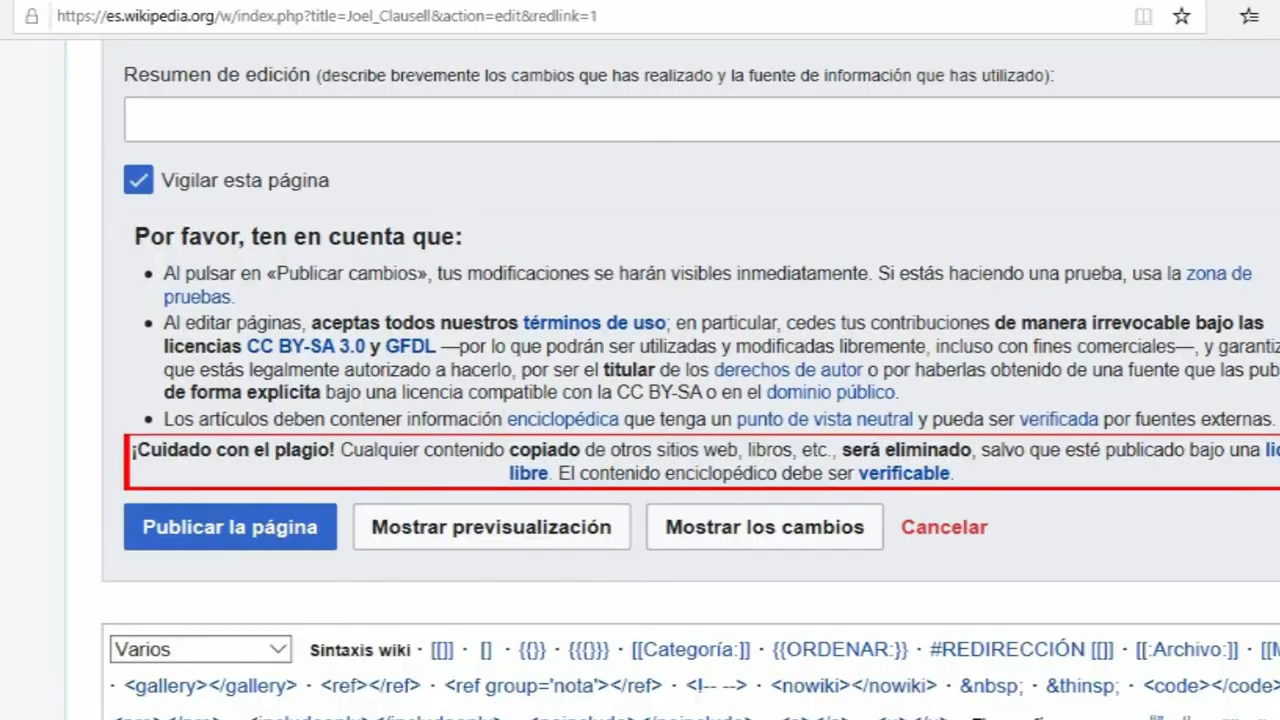 https://es.wikipedia.org/w/index.php?title=Joel_Clausell&action=edit&redlink=1
Resumen de edición (describe brevemente los cambios que has realizado y la fuente de información que has utilizado):
Vigilar esta página
Por favor, ten en cuenta que:
• Al pulsar en «Publicar cambios», tus modificaciones se harán visibles inmediatamente. Si estás haciendo una prueba, usa la zona de
pruebas.
• Al editar páginas, aceptas todos nuestros términos de uso; en particular, cedes tus contribuciones de manera irrevocable bajo las
licencias CC BY-SA 3.0 y GFDL —por lo que podrán ser utilizadas y modificadas libremente, incluso con fines comerciales—, y garantiz
que estás legalmente autorizado a hacerlo, por ser el titular de los derechos de autor o por haberlas obtenido de una fuente que las pub
de forma explícita bajo una licencia compatible con la CC BY-SA o en el dominio público.
• Los artículos deben contener información enciclopédica que tenga un punto de vista neutral y pueda ser verificada por fuentes externas.
¡Cuidado con el plagio! Cualquier contenido copiado de otros sitios web, libros, etc., será eliminado, salvo que esté publicado bajo una lic
libre. El contenido enciclopédico debe ser verificable.
Publicar la página Mostrar previsualización Mostrar los cambios Cancelar
Varios Sintaxis wiki · [[]] · [] · {{}} · {{{}}} · [[Categoría:]] · {{ORDENAR:}} · #REDIRECCIÓN [[]] · [[:Archivo:]] · [[M
· <gallery></gallery> · <ref></ref> · <ref group='nota'></ref> · <!-- --> · <nowiki></nowiki> · &nbsp; · &thinsp; · <code></code>